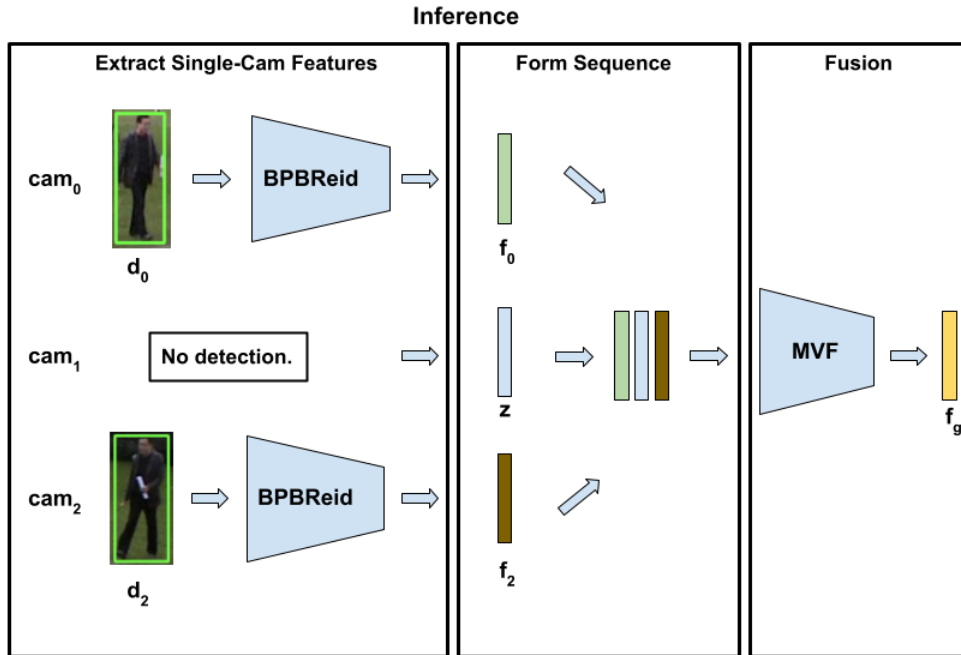 Inference
Extract Single-Cam Features
Form Sequence
Fusion
cam₀
BPBReid
d₀
f₀
cam₁
No detection.
z
MVF
f_g
cam₂
BPBReid
d₂
f₂